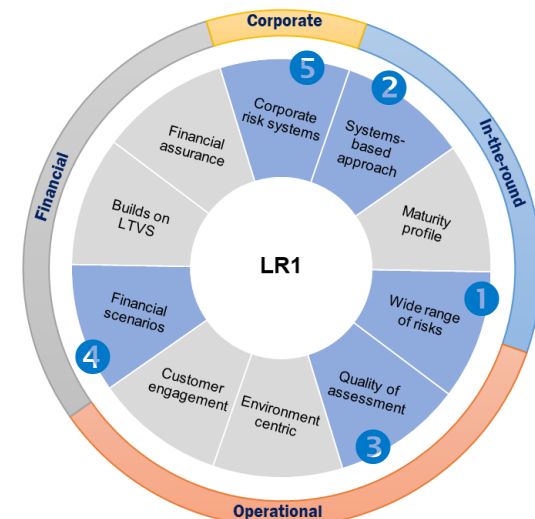 Corporate
5
2
Corporate
risk systems
Systems-
based
approach
In-the-round
Maturity
profile
1
Wide range
of risks
Quality of
assessment
3
Operational
Environment
centric
Customer
engagement
4
Financial
scenarios
Builds on
LTVS
Financial
assurance
Financial
LR1